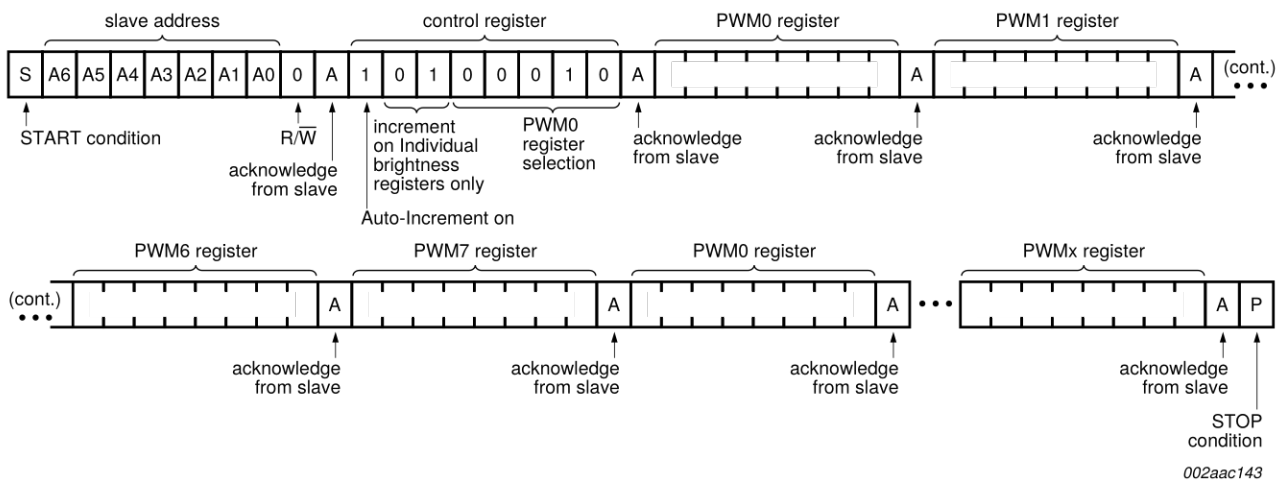 slave address control register PWM0 register PWM1 register
S A6 A5 A4 A3 A2 A1 A0 0 A 1 0 1 0 0 0 1 0 A A A (cont.)
START condition
R/W̅
acknowledge
from slave
increment
on Individual
brightness
registers only
Auto-Increment on
PWM0
register
selection
acknowledge
from slave
acknowledge
from slave
acknowledge
from slave
PWM6 register PWM7 register PWM0 register PWMx register
(cont.) A A A A P
acknowledge
from slave
acknowledge
from slave
acknowledge
from slave
acknowledge
from slave
STOP
condition
002aac143